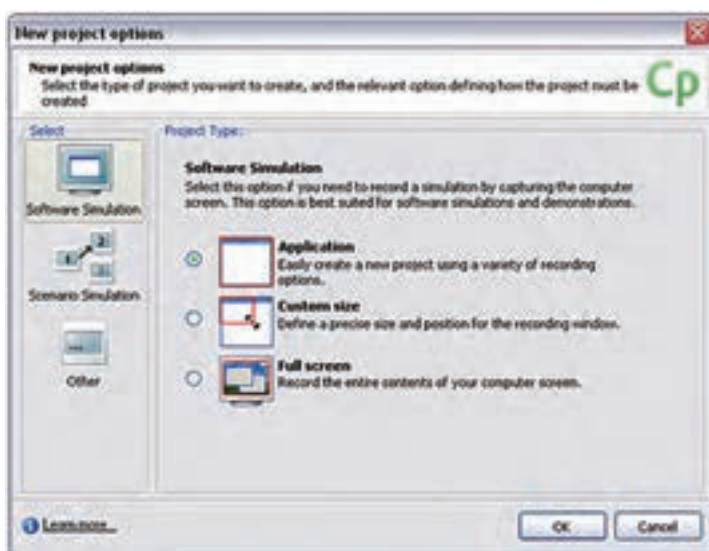 New project options
New project options
Select the type of project you want to create, and the relevant option defining how the project must be
created
Cp
Select
Project Type:
Software Simulation
Scenario Simulation
Other
Software Simulation
Select this option if you need to record a simulation by capturing the computer
screen. This option is best suited for software simulations and demonstrations.
Application
Easily create a new project using a variety of recording
options.
Custom size
Define a precise size and position for the recording window.
Full screen
Record the entire contents of your computer screen.
Learn more...
OK
Cancel